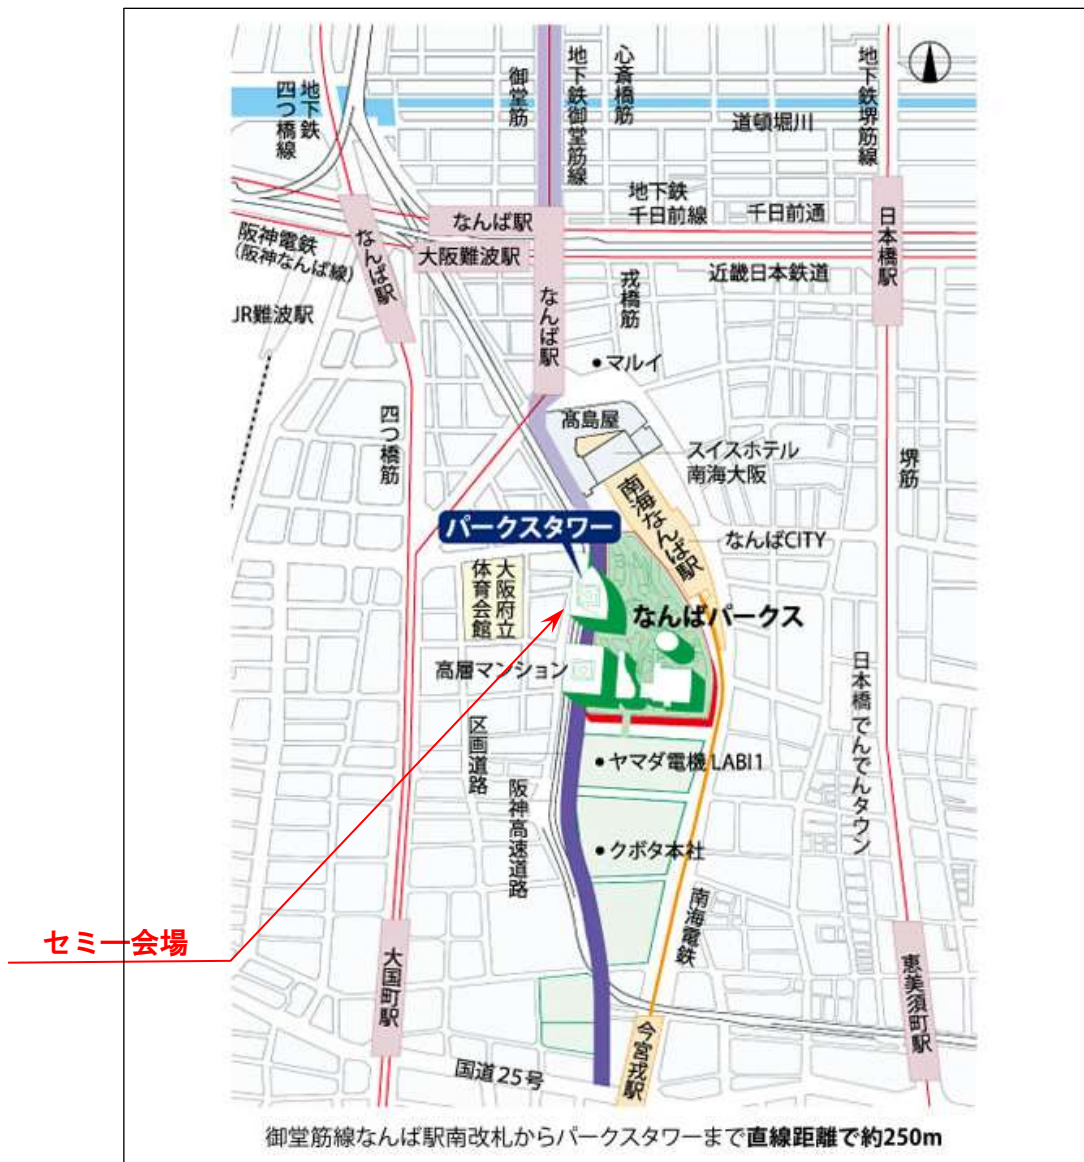 地下鉄
四つ橋線
御堂筋
地下鉄御堂筋線
心斎橋筋
地下鉄堺筋線
道頓堀川
地下鉄
千日前線
千日前通
なんば駅
大阪難波駅
なんば駅
なんば駅
日本橋駅
阪神電鉄
(阪神なんば線)
近畿日本鉄道
戎橋筋
JR難波駅
マルイ
四つ橋筋
髙島屋
スイスホテル
南海大阪
堺筋
南海なんば駅
パークスタワー
なんばCITY
大阪府立
体育会館
なんばパークス
高層マンション
日本橋でんでんタウン
区画道路
ヤマダ電機 LABI1
阪神高速道路
クボタ本社
南海電鉄
セミー会場
大国町駅
恵美須町駅
今宮戎駅
国道25号
御堂筋線なんば駅南改札からパークスタワーまで直線距離で約250m